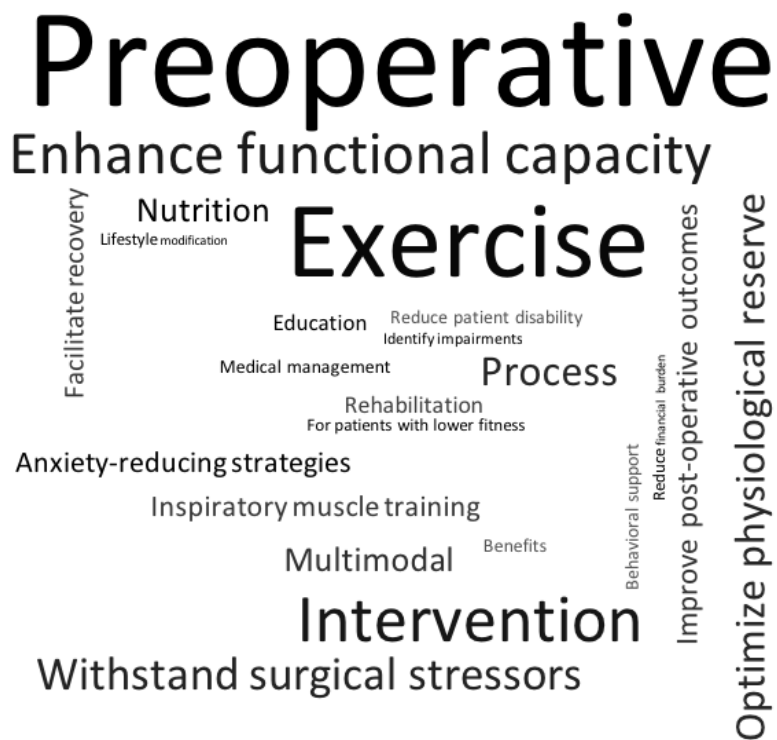 Preoperative
Enhance functional capacity
Facilitate recovery
Nutrition
Lifestyle modification
Exercise
Education
Reduce patient disability
Identify impairments
Medical management
Process
Rehabilitation
For patients with lower fitness
Anxiety-reducing strategies
Inspiratory muscle training
Multimodal
Benefits
Intervention
Withstand surgical stressors
Behavioral support
Reduce financial burden
Improve post-operative outcomes
Optimize physiological reserve